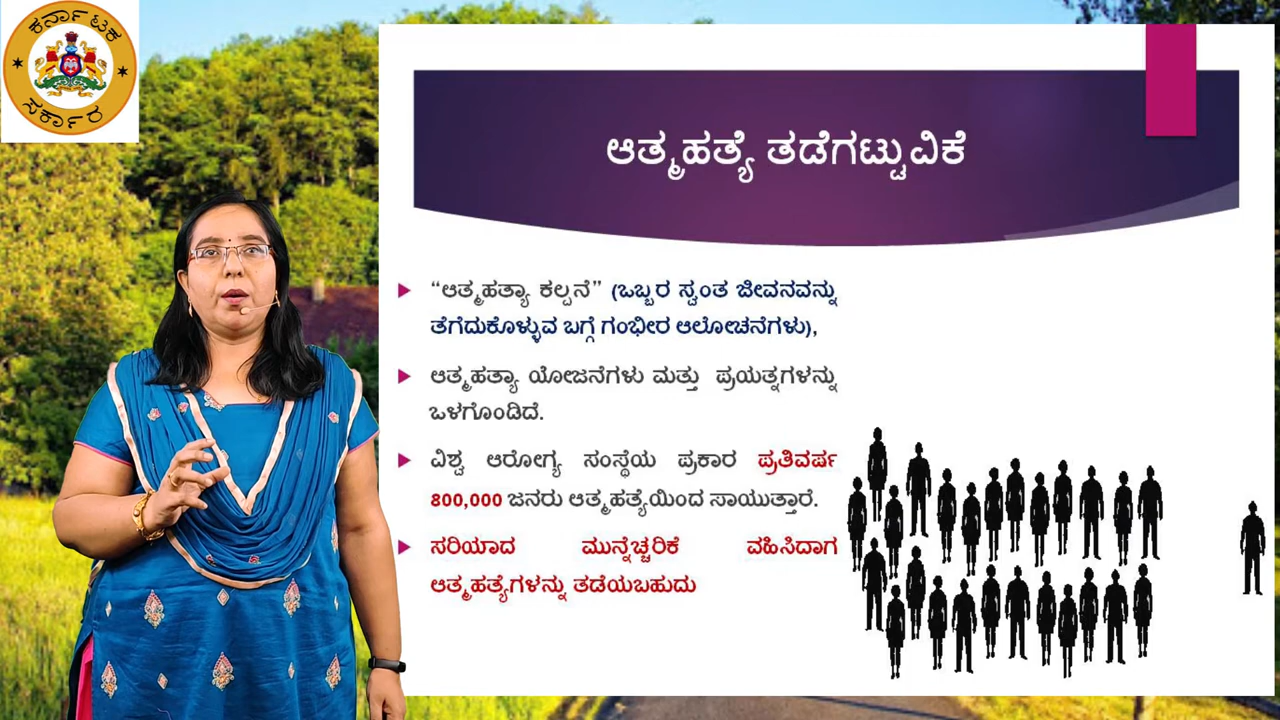 ಕರ್ನಾಟಕ
ಸರ್ಕಾರ
ಆತ್ಮಹತ್ಯೆ ತಡೆಗಟ್ಟುವಿಕೆ
“ಆತ್ಮಹತ್ಯಾ ಕಲ್ಪನೆ” (ಒಬ್ಬರ ಸ್ವಂತ ಜೀವನವನ್ನು
ತೆಗೆದುಕೊಳ್ಳುವ ಬಗ್ಗೆ ಗಂಭೀರ ಆಲೋಚನೆಗಳು),
ಆತ್ಮಹತ್ಯಾ ಯೋಜನೆಗಳು ಮತ್ತು ಪ್ರಯತ್ನಗಳನ್ನು
ಒಳಗೊಂಡಿದೆ.
ವಿಶ್ವ ಆರೋಗ್ಯ ಸಂಸ್ಥೆಯ ಪ್ರಕಾರ ಪ್ರತಿವರ್ಷ
800,000 ಜನರು ಆತ್ಮಹತ್ಯೆಯಿಂದ ಸಾಯುತ್ತಾರೆ.
ಸರಿಯಾದ ಮುನ್ನೆಚ್ಚರಿಕೆ ವಹಿಸಿದಾಗ
ಆತ್ಮಹತ್ಯೆಗಳನ್ನು ತಡೆಯಬಹುದು